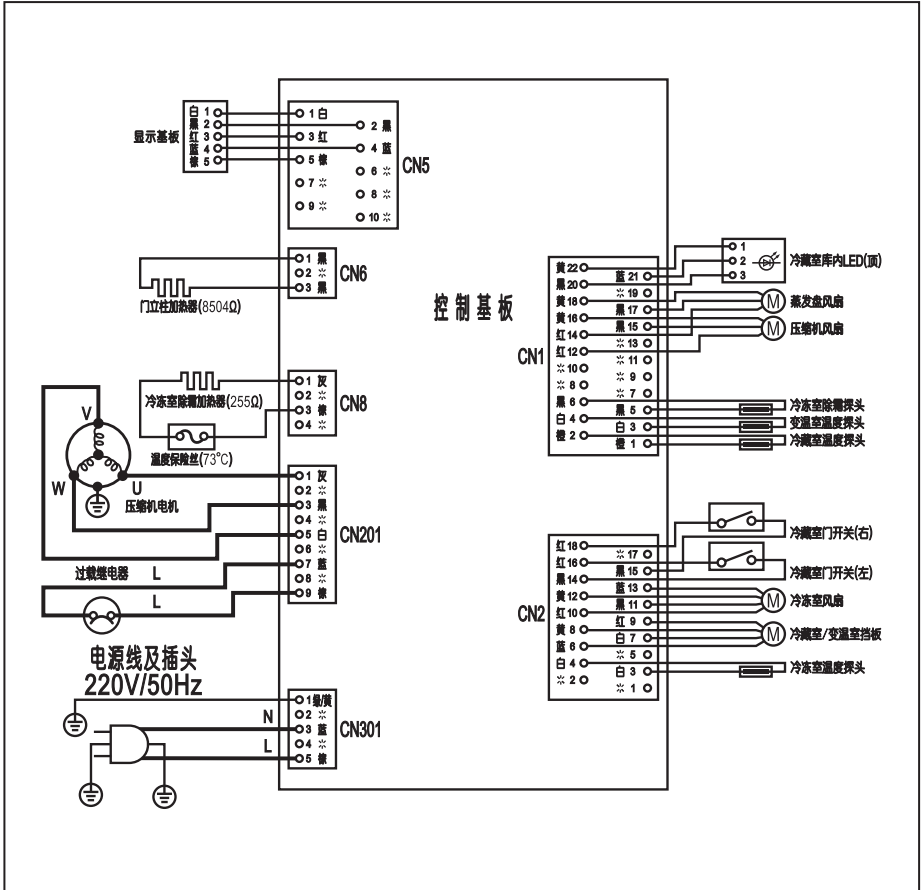 显示基板
白 1
黑 2
红 3
蓝 4
棕 5
1 白
2 黑
3 红
4 蓝
5 棕
6 ※
7 ※
8 ※
9 ※
10 ※
CN5
1 黑
2 ※
3 黑
CN6
门立柱加热器(8504Ω)
控制基板
1 灰
2 ※
3 棕
4 ※
CN8
冷冻室除霜加热器(255Ω)
温度保险丝(73℃)
V
W
U
压缩机电机
1 灰
2 ※
3 黑
4 ※
5 白
6 ※
7 蓝
8 ※
9 棕
CN201
过载继电器
L
L
电源线及插头
220V/50Hz
1 绿/黄
2 ※
3 蓝
4 ※
5 棕
CN301
N
L
CN1
黄 22
蓝 21
黑 20
※ 19
黄 18
黑 17
黄 16
黑 15
红 14
※ 13
红 12
※ 11
※ 10
※ 9
※ 8
※ 7
黑 6
黑 5
白 4
白 3
橙 2
橙 1
1
2
3
冷藏室库内LED(顶)
M
蒸发盘风扇
M
压缩机风扇
冷冻室除霜探头
变温室温度探头
冷藏室温度探头
CN2
红 18
※ 17
红 16
黑 15
黑 14
蓝 13
黄 12
黑 11
红 10
红 9
黄 8
白 7
蓝 6
※ 5
白 4
白 3
※ 2
※ 1
冷藏室门开关(右)
冷藏室门开关(左)
M
冷冻室风扇
M
冷藏室/变温室挡板
冷冻室温度探头